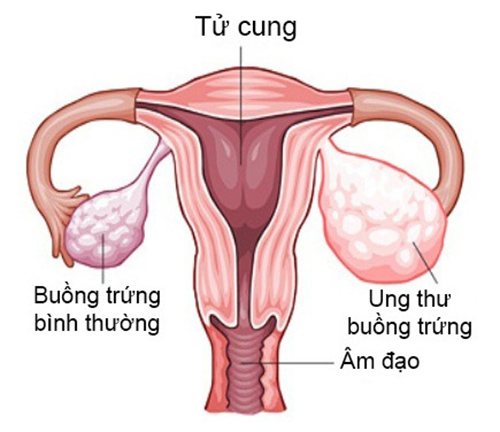 Tử cung
Buồng trứng
bình thường
Ung thư
buồng trứng
Âm đạo